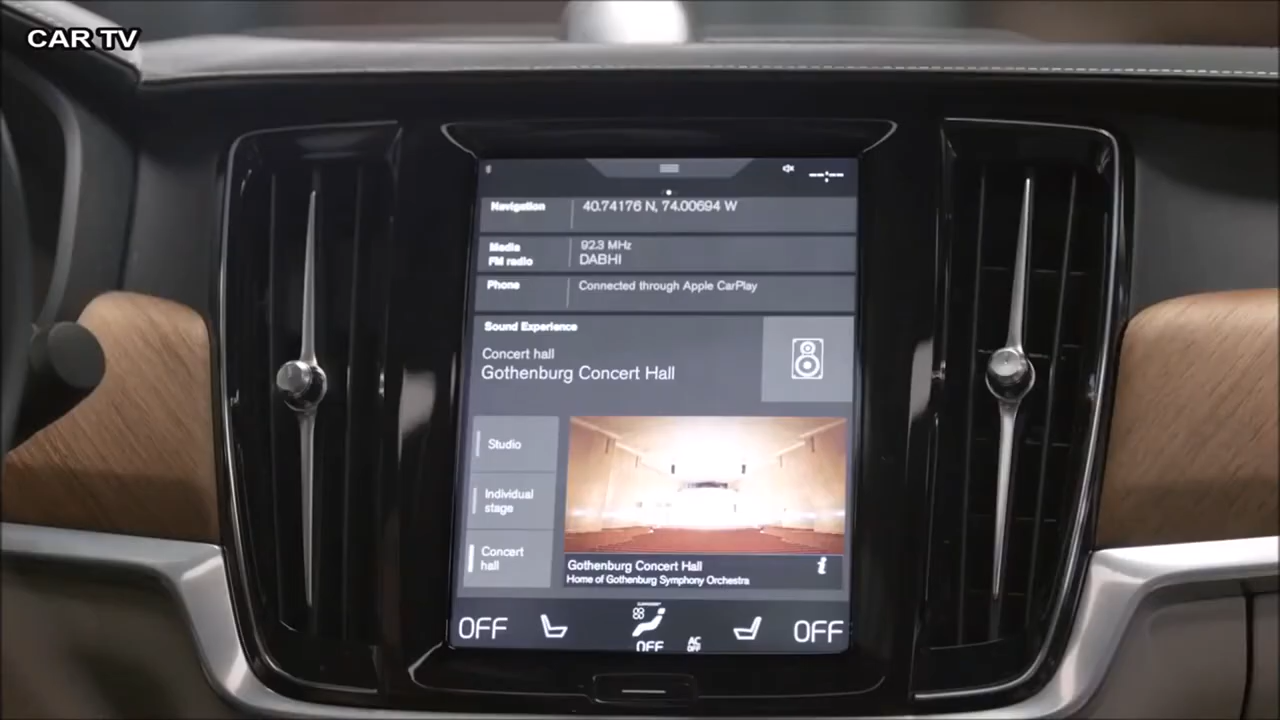 CAR TV
Navigation
40.74176 N, 74.00694 W
Media
FM radio
92.3 MHz
DABHI
Phone
Connected through Apple CarPlay
Sound Experience
Concert hall
Gothenburg Concert Hall
Studio
Individual
stage
Concert
hall
Gothenburg Concert Hall
Home of Gothenburg Symphony Orchestra
i
OFF
OFF
AC
OFF
OFF